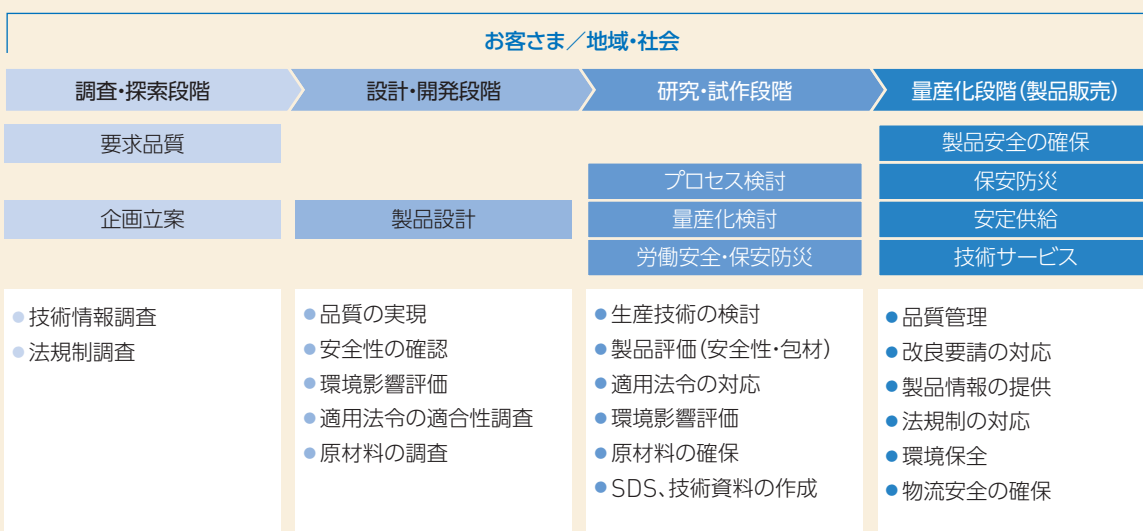 お客さま／地域・社会
調査・探索段階
設計・開発段階
研究・試作段階
量産化段階(製品販売)
要求品質
企画立案
製品設計
プロセス検討
量産化検討
労働安全・保安防災
製品安全の確保
保安防災
安定供給
技術サービス
●技術情報調査
●法規制調査
●品質の実現
●安全性の確認
●環境影響評価
●適用法令の適合性調査
●原材料の調査
●生産技術の検討
●製品評価(安全性・包材)
●適用法令の対応
●環境影響評価
●原材料の確保
●SDS、技術資料の作成
●品質管理
●改良要請の対応
●製品情報の提供
●法規制の対応
●環境保全
●物流安全の確保